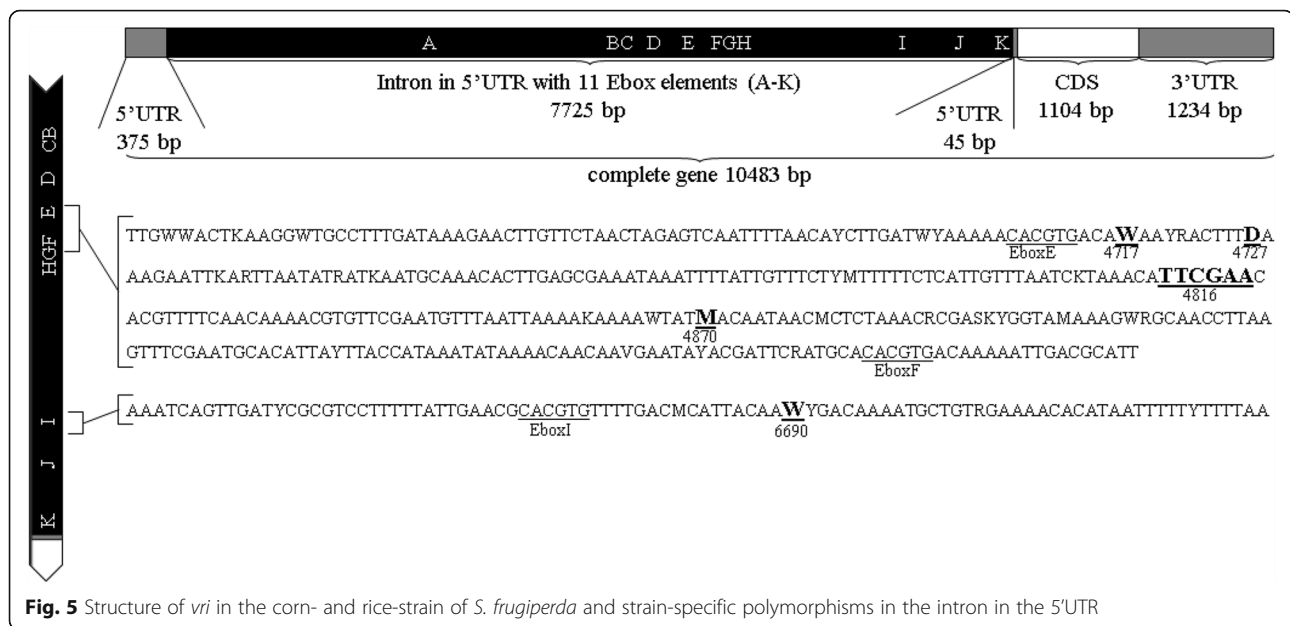 A BC D E FGH I J K
Intron in 5'UTR with 11 Ebox elements (A-K)
7725 bp
CDS
1104 bp
3'UTR
1234 bp
5'UTR
375 bp
5'UTR
45 bp
complete gene 10483 bp
CB
D
E
HGF
I
J
K
TTGWWACTKAAGGWTGCCTTTGATAAAGAACTTGTTCTAACTAGAGTCAATTTTAACAYCTTGATWYAAAAACACGTGACAWAAYRACTTTDA
EboxE 4717 4727
AAGAATTKARTTAATATRATKAATGCAAACACTTGAGCGAAATAAATTTTATTGTTTCTYMTTTTTCTCATTGTTTAATCKTAAACATTCGAAC
4816
ACGTTTTCAACAAAACGTGTTCGAATGTTTAATTAAAAKAAAAWTATMACAATAACMCTCTAAACRCGASKYGGTAMAAAGWRGCAACCTTAA
4870
GTTTCGAATGCACATTAYTTACCATAAATATAAAACAACAAVGAATAYACGATTCRATGCACACGTGACAAAAATTGACGCATT
EboxF
AAATCAGTTGATYCGCGTCCTTTTTATTGAACGCACGTGTTTTGACMCATTACAAWYGACAAAATGCTGTRGAAAACACATAATTTTTYTTTTAA
EboxI 6690
Fig. 5 Structure of vri in the corn- and rice-strain of S. frugiperda and strain-specific polymorphisms in the intron in the 5'UTR